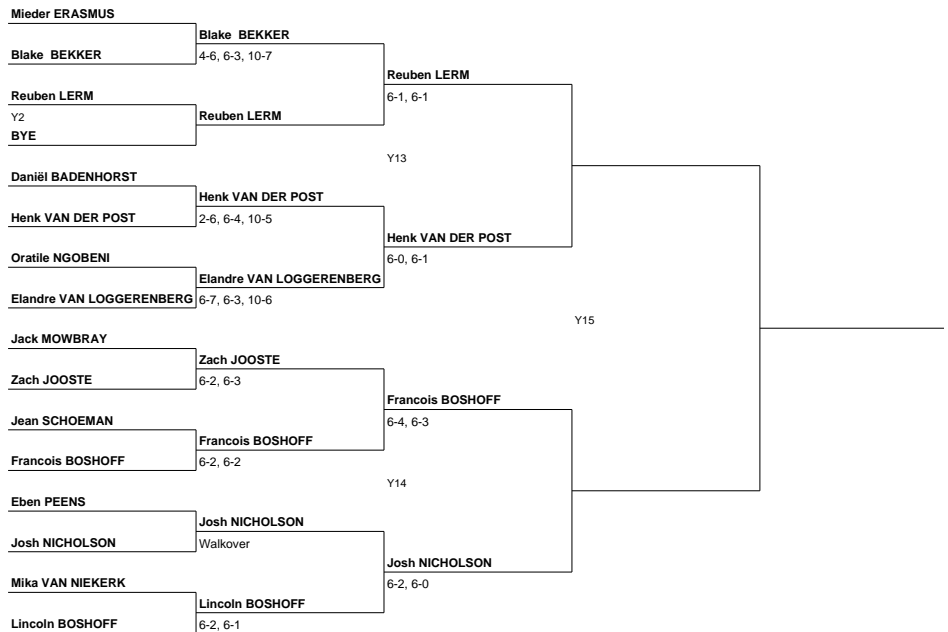 Mieder ERASMUS
Blake BEKKER
Blake BEKKER
4-6, 6-3, 10-7
Reuben LERM
6-1, 6-1
Reuben LERM
Y2
Reuben LERM
BYE
Y13
Daniël BADENHORST
Henk VAN DER POST
Henk VAN DER POST
2-6, 6-4, 10-5
Henk VAN DER POST
6-0, 6-1
Oratile NGOBENI
Elandre VAN LOGGERENBERG
Elandre VAN LOGGERENBERG
6-7, 6-3, 10-6
Y15
Jack MOWBRAY
Zach JOOSTE
Zach JOOSTE
6-2, 6-3
Francois BOSHOFF
6-4, 6-3
Jean SCHOEMAN
Francois BOSHOFF
Francois BOSHOFF
6-2, 6-2
Y14
Eben PEENS
Josh NICHOLSON
Josh NICHOLSON
Walkover
Josh NICHOLSON
6-2, 6-0
Mika VAN NIEKERK
Lincoln BOSHOFF
Lincoln BOSHOFF
6-2, 6-1